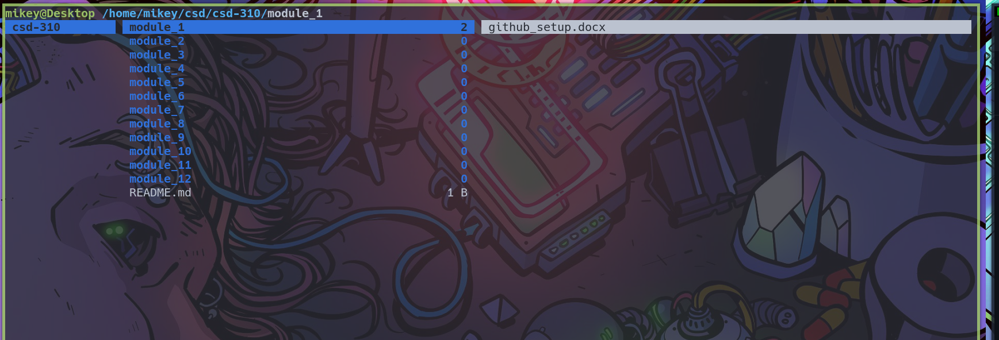 mikey@Desktop /home/mikey/csd/csd-310/module_1
csd-310 module_1 2 github_setup.docx
module_2 0
module_3 0
module_4 0
module_5 0
module_6 0
module_7 0
module_8 0
module_9 0
module_10 0
module_11 0
module_12 0
README.md 1 B